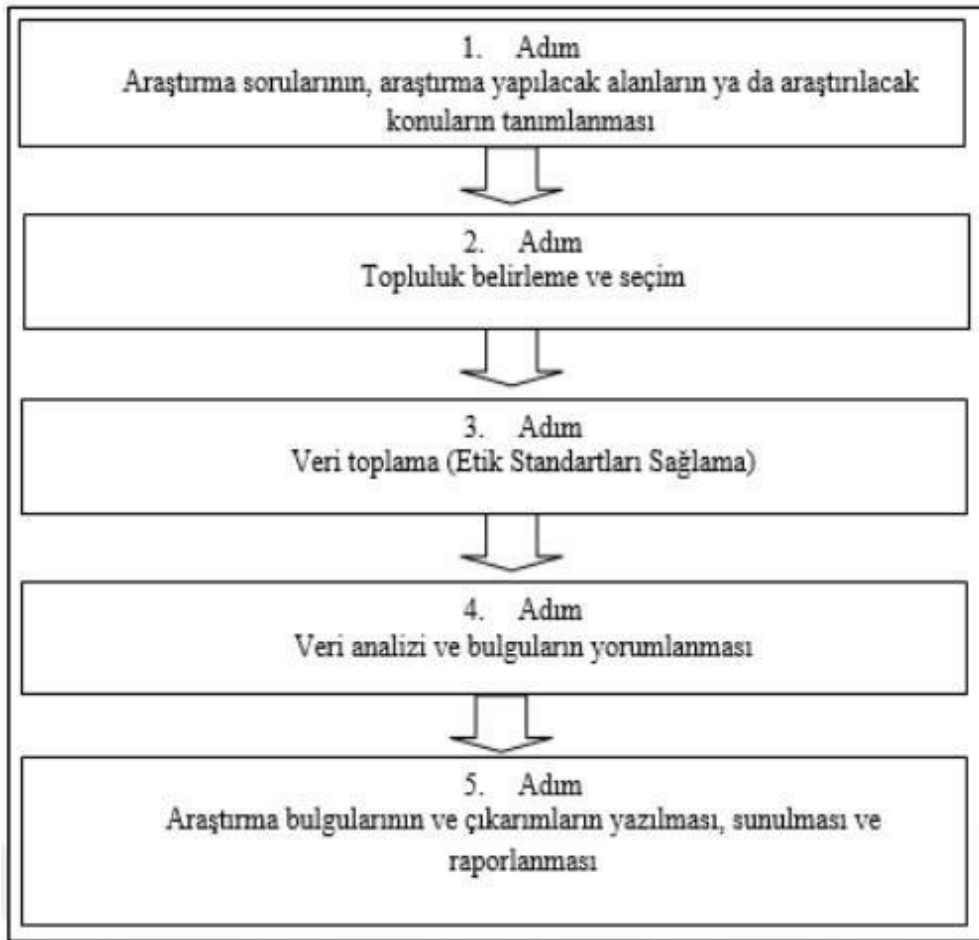 1. Adım
Araştırma sorularının, araştırma yapılacak alanların ya da araştırılacak
konuların tanımlanması
2. Adım
Topluluk belirleme ve seçim
3. Adım
Veri toplama (Etik Standartları Sağlama)
4. Adım
Veri analizi ve bulguların yorumlanması
5. Adım
Araştırma bulgularının ve çıkarımların yazılması, sunulması ve
raporlanması